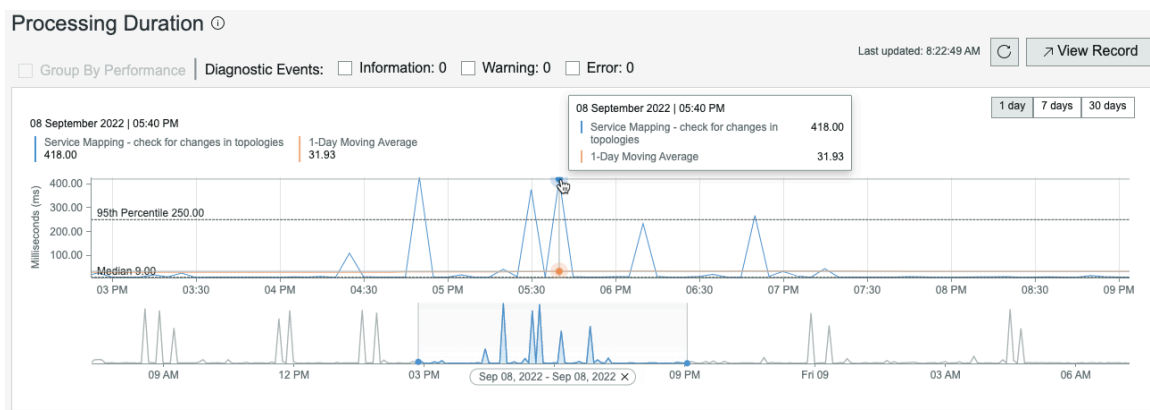 Processing Duration
Last updated: 8:22:49 AM
View Record
Group By Performance
Diagnostic Events:
Information: 0
Warning: 0
Error: 0
1 day
7 days
30 days
08 September 2022 | 05:40 PM
Service Mapping - check for changes in topologies
418.00
1-Day Moving Average
31.93
08 September 2022 | 05:40 PM
Service Mapping - check for changes in
topologies
418.00
1-Day Moving Average
31.93
Milliseconds (ms)
400.00
300.00
200.00
100.00
95th Percentile 250.00
Median 9.00
03 PM
03:30
04 PM
04:30
05 PM
05:30
06 PM
06:30
07 PM
07:30
08 PM
08:30
09 PM
09 AM
12 PM
03 PM
Sep 08, 2022 - Sep 08, 2022
09 PM
Fri 09
03 AM
06 AM